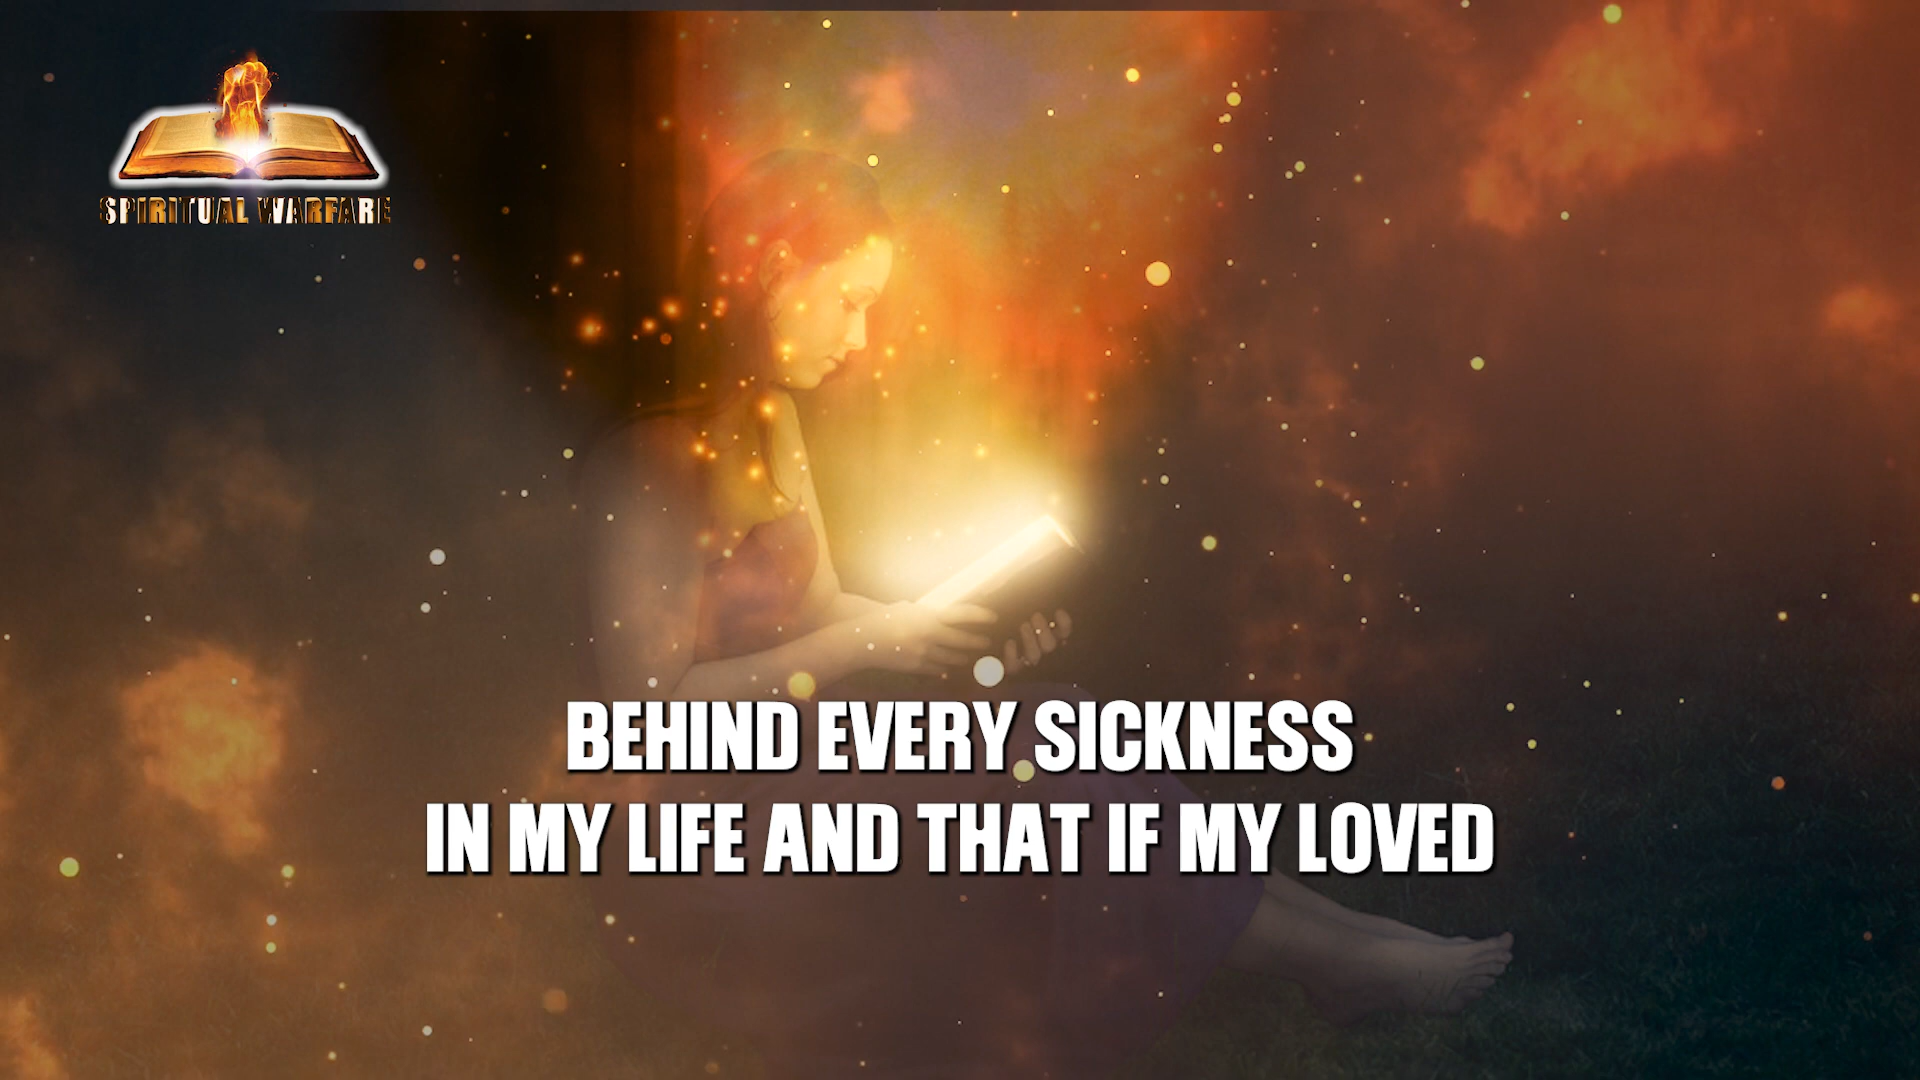 SPIRITUAL WARFARE
BEHIND EVERY SICKNESS
IN MY LIFE AND THAT IF MY LOVED